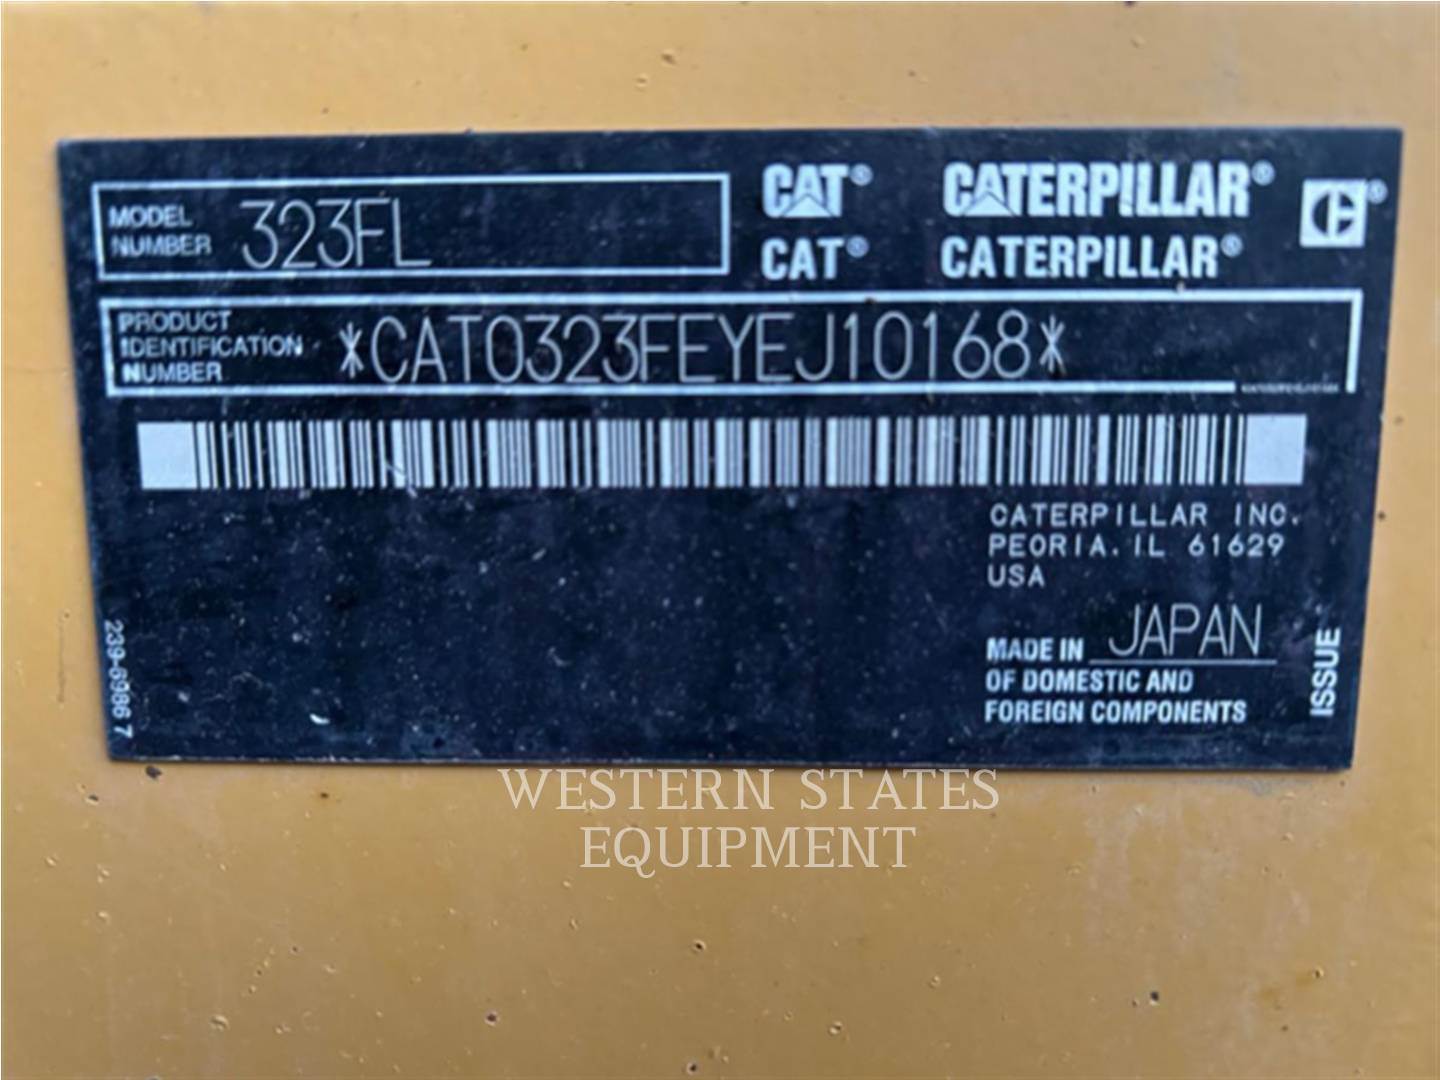 MODEL NUMBER 323FL
CAT® CATERPILLAR®
CAT® CATERPILLAR®
PRODUCT
IDENTIFICATION
NUMBER
*CAT0323FEYEJ10168*
CATERPILLAR INC.
PEORIA, IL 61629
USA
MADE IN JAPAN
OF DOMESTIC AND
FOREIGN COMPONENTS
ISSUE
239-5986 7
WESTERN STATES
EQUIPMENT